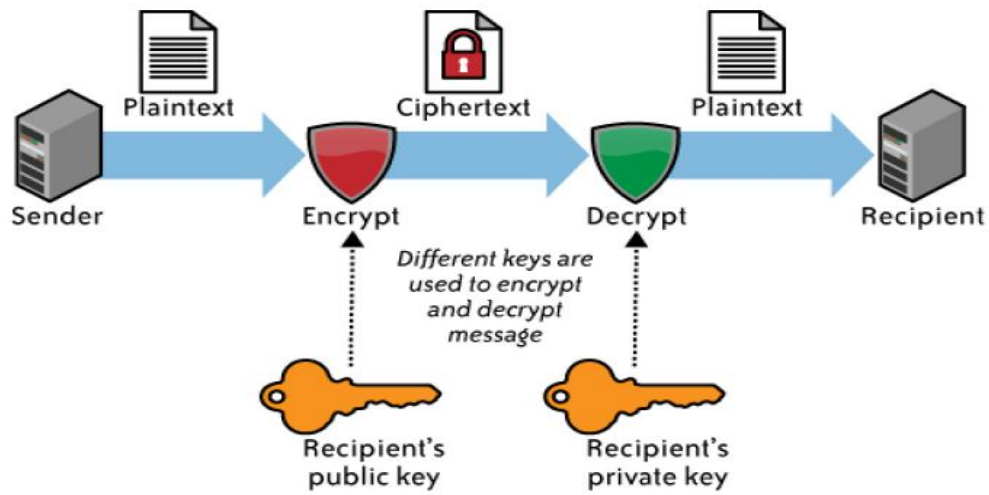 Plaintext
Ciphertext
Plaintext
Sender
Encrypt
Decrypt
Recipient
Different keys are
used to encrypt
and decrypt
message
Recipient's
public key
Recipient's
private key